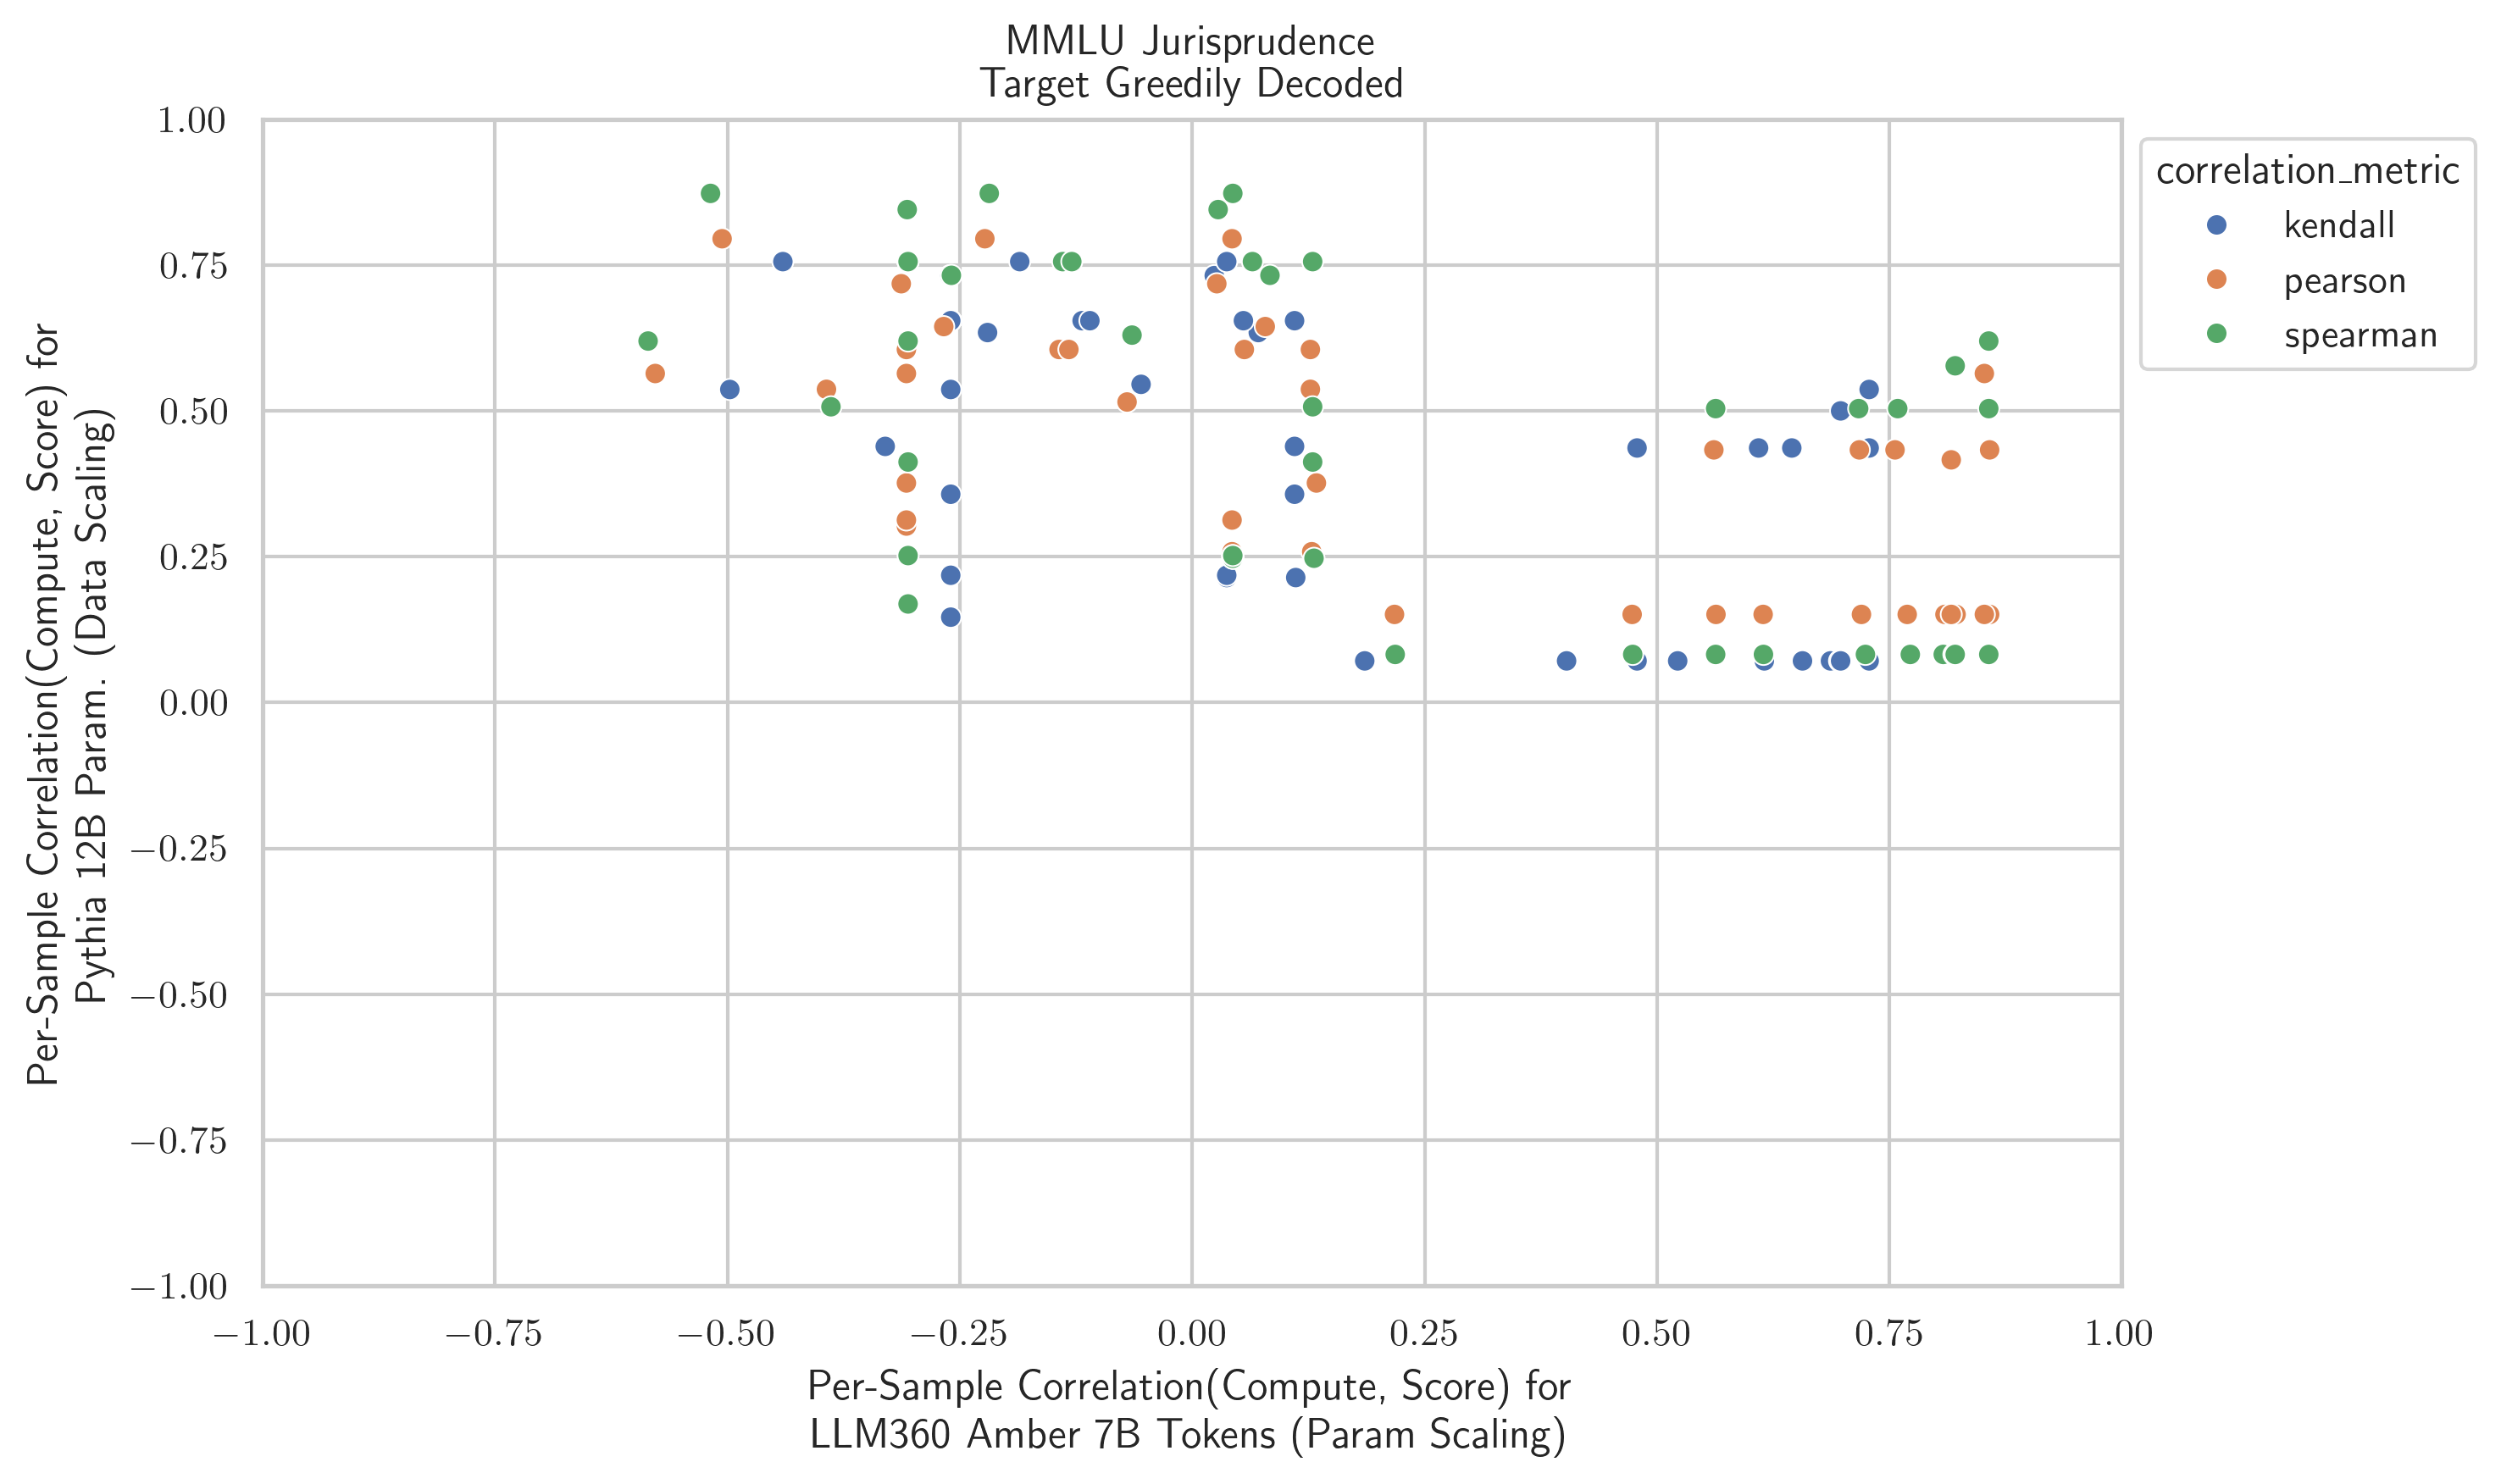 MMLU Jurisprudence
Target Greedily Decoded
1.00
0.75
0.50
0.25
0.00
−0.25
−0.50
−0.75
−1.00
Per-Sample Correlation(Compute, Score) for
Pythia 12B Param. (Data Scaling)
−1.00 −0.75 −0.50 −0.25 0.00 0.25 0.50 0.75 1.00
Per-Sample Correlation(Compute, Score) for
LLM360 Amber 7B Tokens (Param Scaling)
correlation_metric
kendall
pearson
spearman